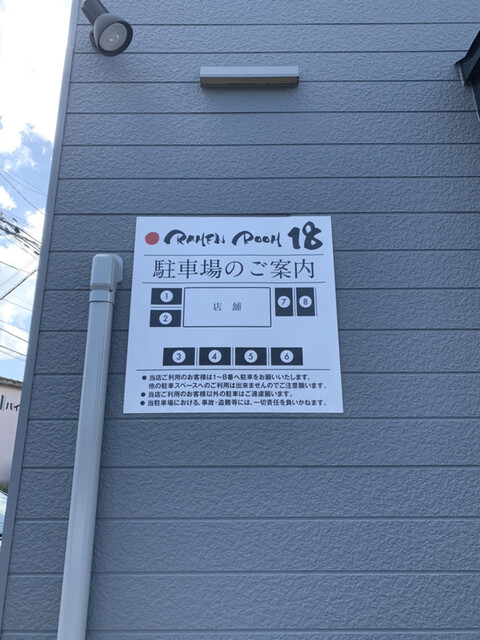 RAMEN ROOM 18
駐車場のご案内
1
店舗
7 8
2
3 4 5 6
● 当店ご利用のお客様は1~8番へ駐車をお願いいたします。
他の駐車スペースへのご利用は出来ませんのでご注意願います。
● 当店ご利用のお客様以外の駐車はご遠慮願います。
● 当駐車場における、事故・盗難等には、一切責任を負いかねます。